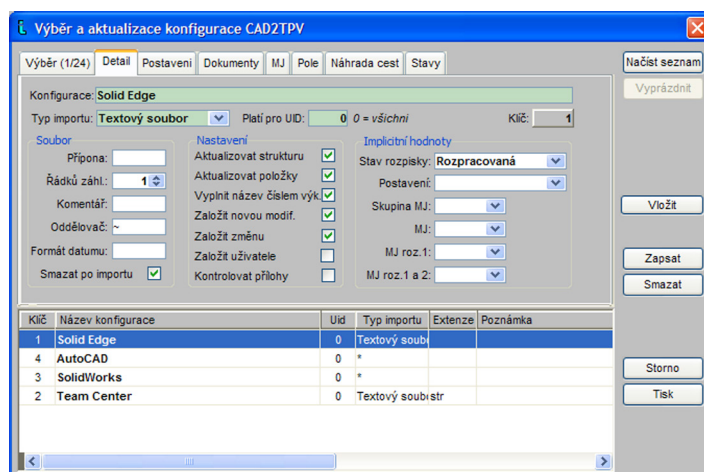 Výběr a aktualizace konfigurace CAD2TPV
Výběr (1/24) Detail Postaveni Dokumenty MJ Pole Náhrada cest Stavy
Načíst seznam
Vyprázdnit
Konfigurace: Solid Edge
Typ importu: Textový soubor Platí pro UID: 0 0 = všichni Klíč: 1
Soubor
Přípona:
Řádků záhl.: 1
Komentář:
Oddělovač: ~
Formát datumu:
Smazat po importu
Nastavení
Aktualizovat strukturu
Aktualizovat položky
Vyplnit název číslem výk.
Založit novou modif.
Založit změnu
Založit uživatele
Kontrolovat přílohy
Implicitní hodnoty
Stav rozpisky: Rozpracovaná
Postavení:
Skupina MJ:
MJ:
MJ roz.1:
MJ roz.1 a 2:
Vložit
Zapsat
Smazat
Klíč Název konfigurace Uid Typ importu Extenze Poznámka
1 Solid Edge 0 Textový soub
4 AutoCAD 0 *
3 SolidWorks 0 *
2 Team Center 0 Textový soub str
Storno
Tisk